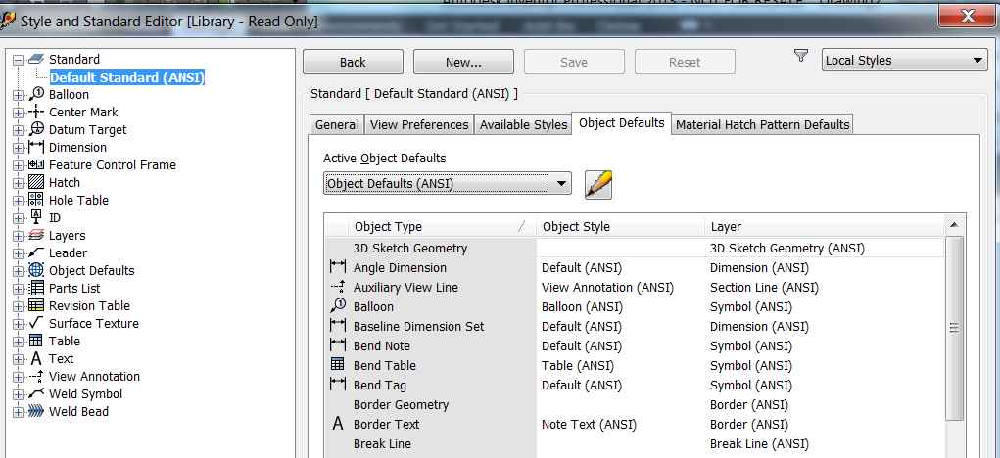 Style and Standard Editor [Library - Read Only]
Standard
Default Standard (ANSI)
Balloon
Center Mark
Datum Target
Dimension
Feature Control Frame
Hatch
Hole Table
ID
Layers
Leader
Object Defaults
Parts List
Revision Table
Surface Texture
Table
Text
View Annotation
Weld Symbol
Weld Bead
Back
New...
Save
Reset
Local Styles
Standard [ Default Standard (ANSI) ]
General
View Preferences
Available Styles
Object Defaults
Material Hatch Pattern Defaults
Active Object Defaults
Object Defaults (ANSI)
Object Type Object Style Layer
3D Sketch Geometry 3D Sketch Geometry (ANSI)
Angle Dimension Default (ANSI) Dimension (ANSI)
Auxiliary View Line View Annotation (ANSI) Section Line (ANSI)
Balloon Balloon (ANSI) Symbol (ANSI)
Baseline Dimension Set Default (ANSI) Dimension (ANSI)
Bend Note Default (ANSI) Symbol (ANSI)
Bend Table Table (ANSI) Symbol (ANSI)
Bend Tag Default (ANSI) Symbol (ANSI)
Border Geometry Border (ANSI)
Border Text Note Text (ANSI) Border (ANSI)
Break Line Break Line (ANSI)